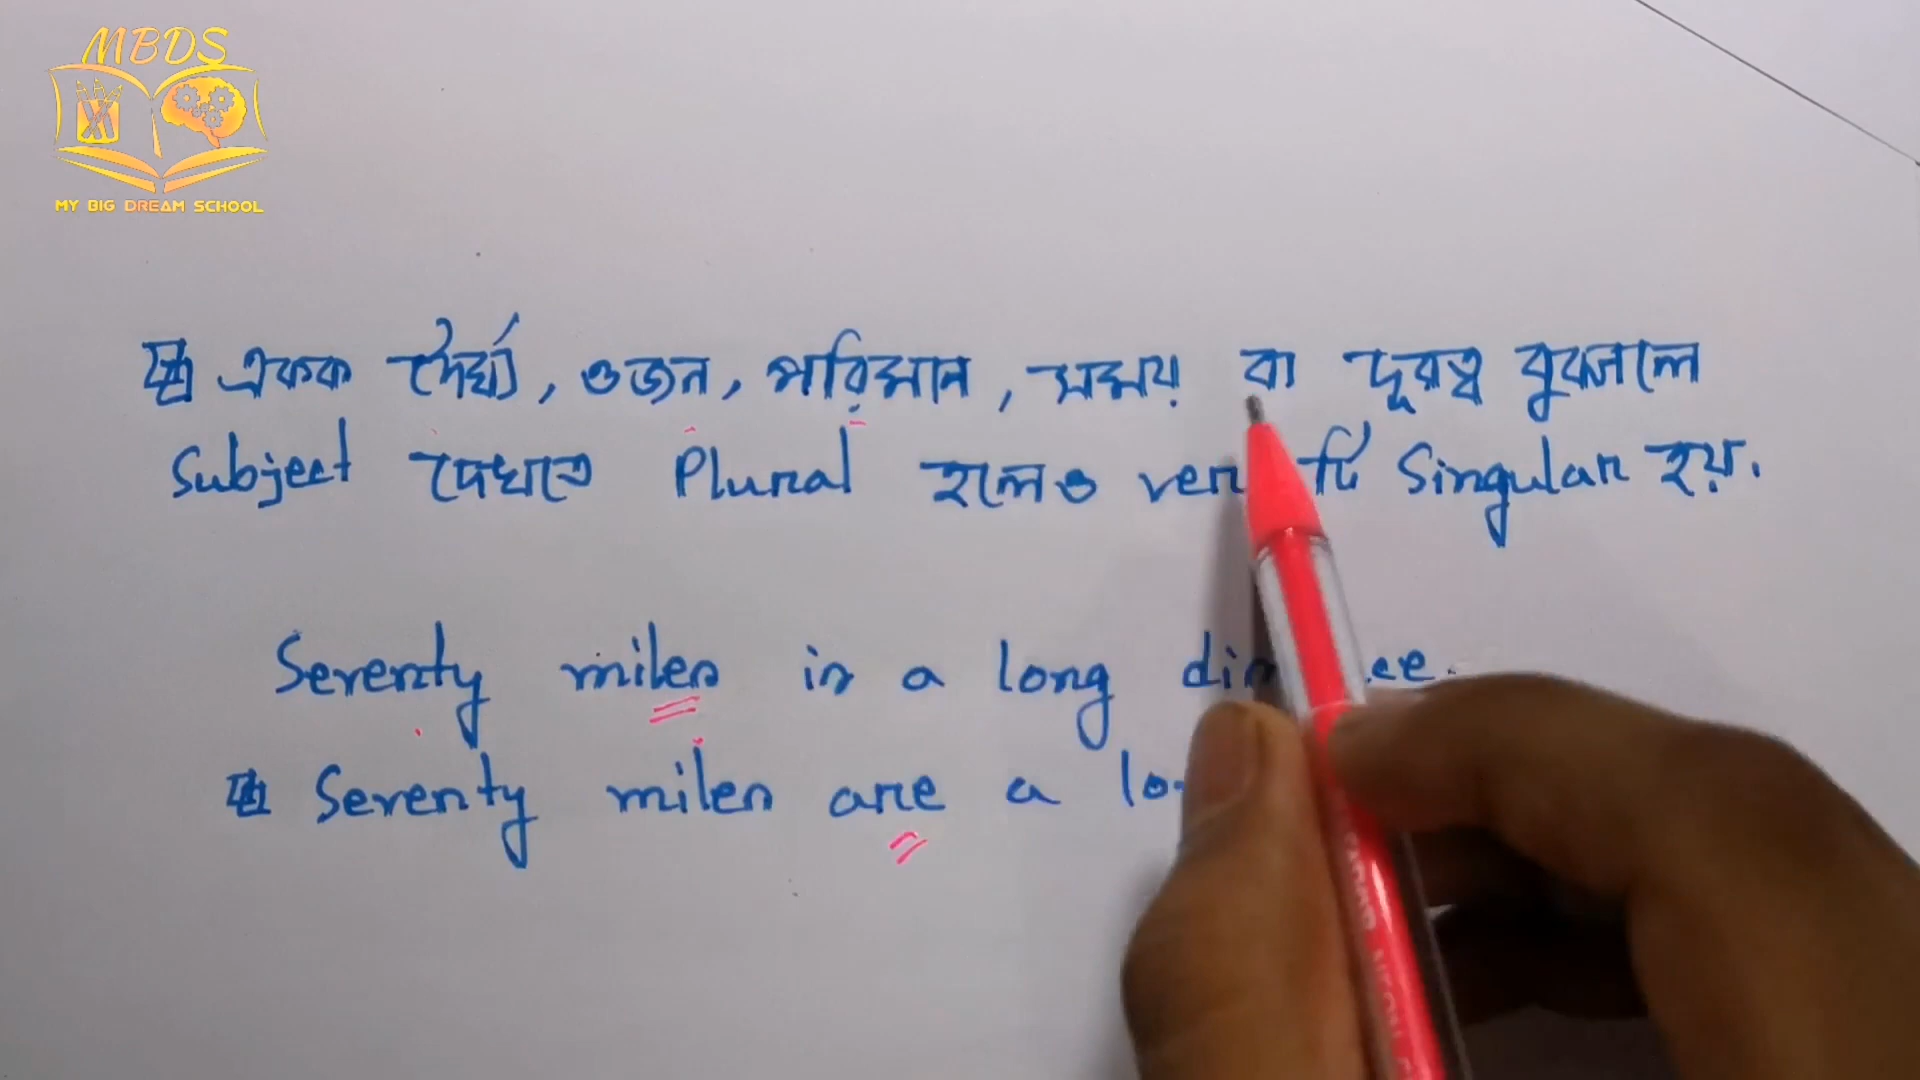 MBDS
MY BIG DREAM SCHOOL
একক দৈর্ঘ্য, ওজন, পরিমান, সময় বা দূরত্ব বুঝালে
Subject দেখতে Plural হলেও টি Singular হয়.
Seventy miles is a long
Seventy miles are a